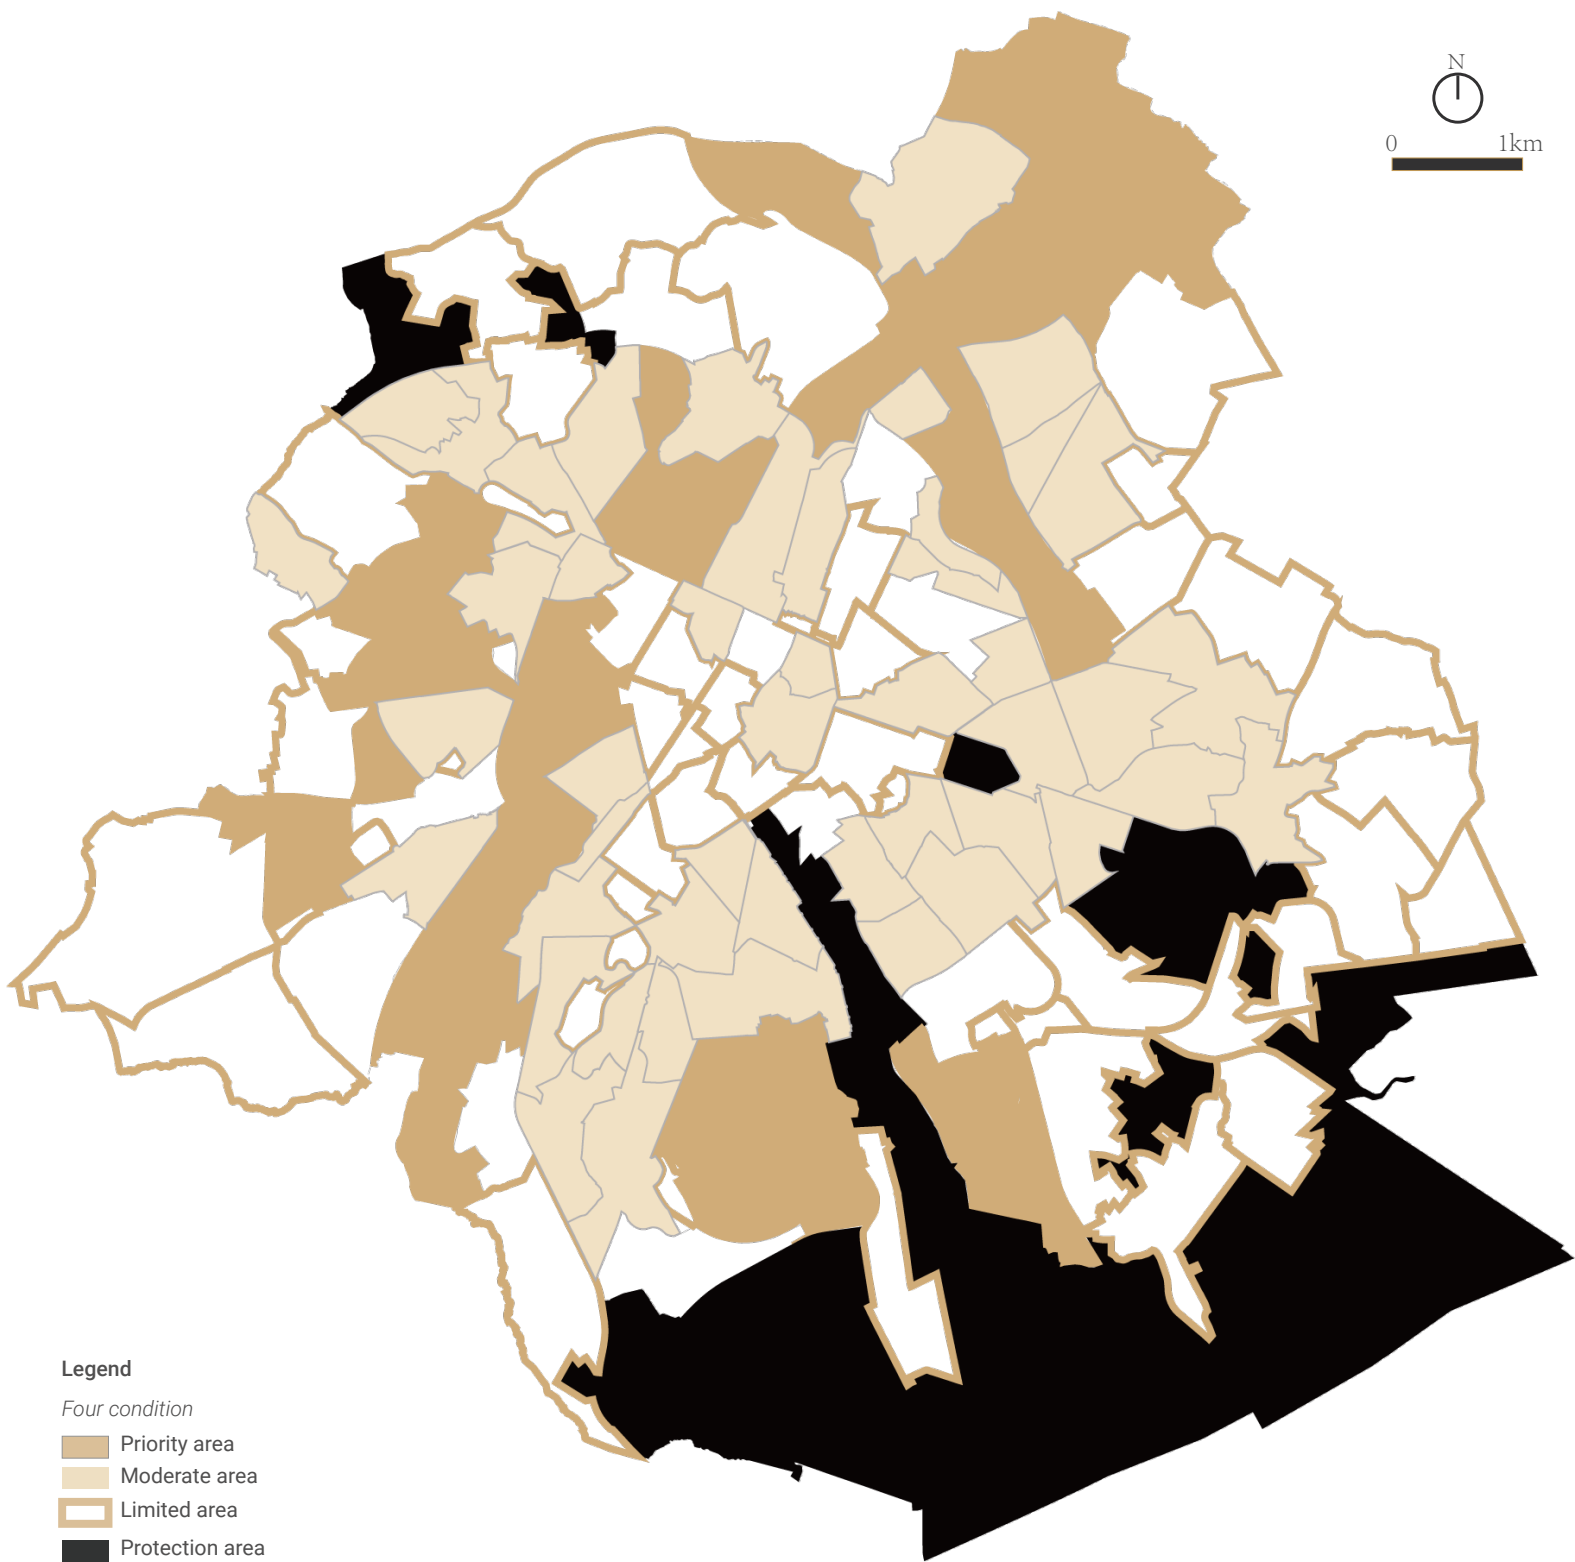 N
0 1km
Legend
Four condition
Priority area
Moderate area
Limited area
Protection area